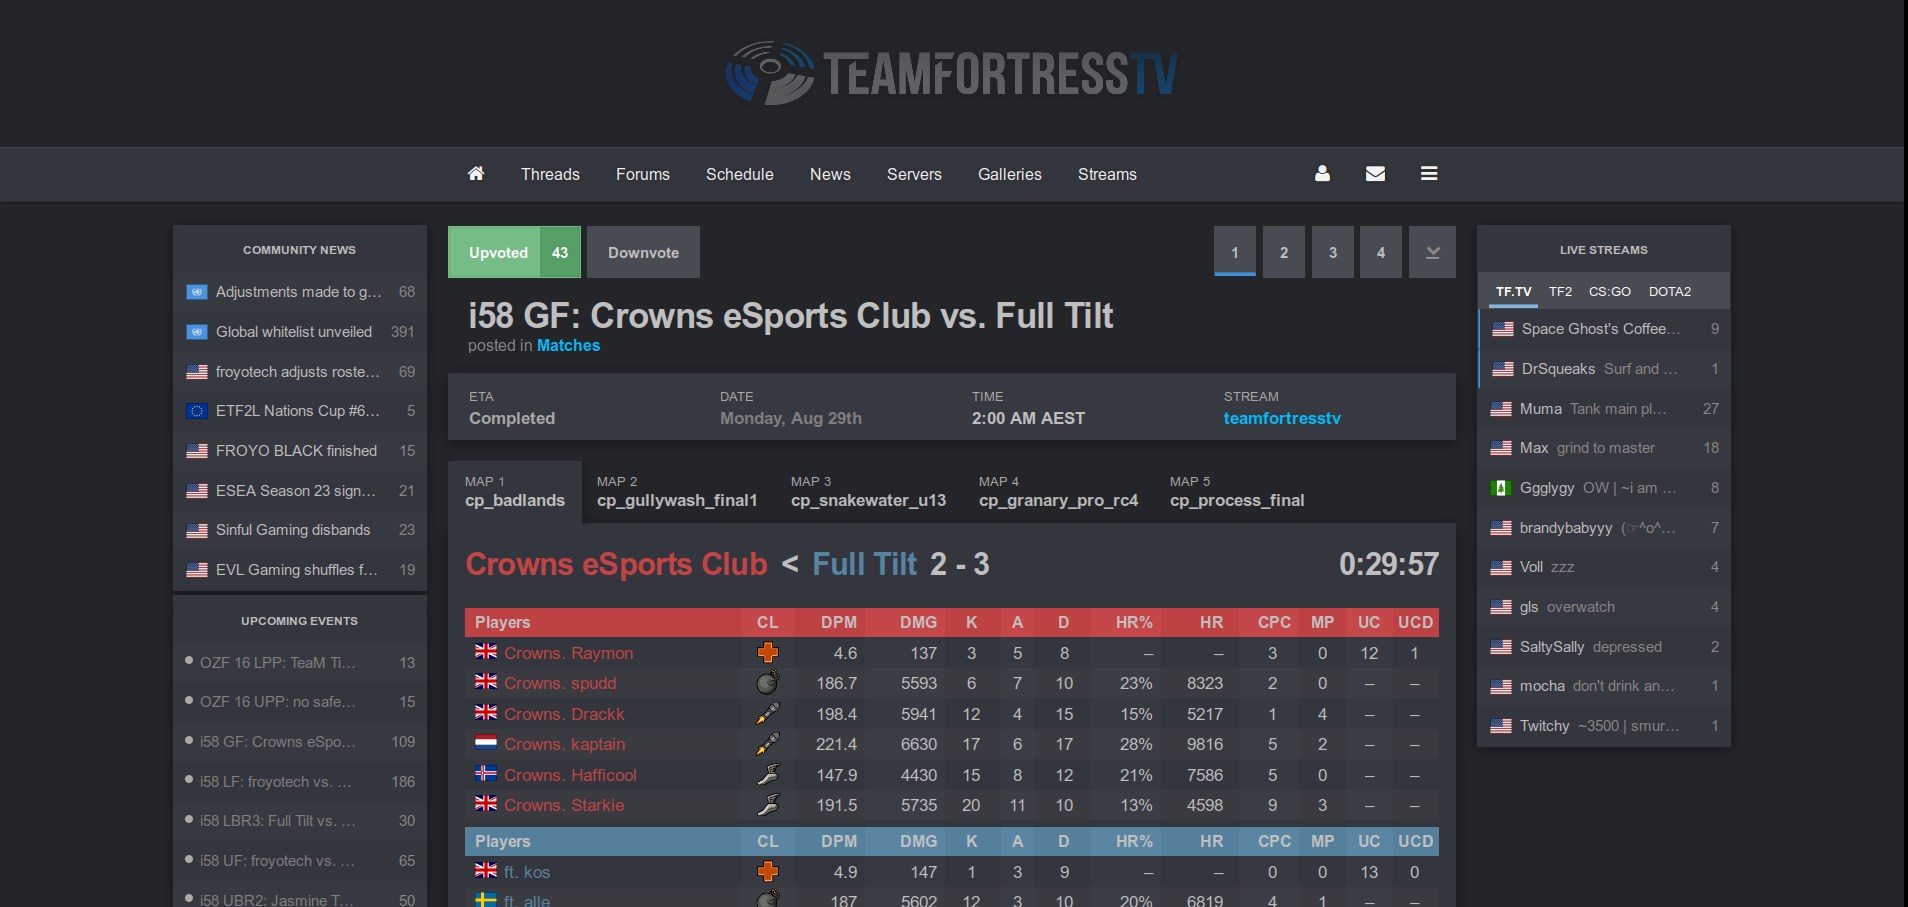 TEAMFORTRESSTV
Threads Forums Schedule News Servers Galleries Streams
COMMUNITY NEWS
Adjustments made to g... 68
Global whitelist unveiled 391
froyotech adjusts roste... 69
ETF2L Nations Cup #6... 5
FROYO BLACK finished 15
ESEA Season 23 sign... 21
Sinful Gaming disbands 23
EVL Gaming shuffles f... 19
UPCOMING EVENTS
OZF 16 LPP: TeaM Ti... 13
OZF 16 UPP: no safe... 15
i58 GF: Crowns eSpo... 109
i58 LF: froyotech vs. ... 186
i58 LBR3: Full Tilt vs. ... 30
i58 UF: froyotech vs. ... 65
i58 UBR2: Jasmine T... 50
Upvoted 43 Downvote 1 2 3 4
i58 GF: Crowns eSports Club vs. Full Tilt
posted in Matches
ETA DATE TIME STREAM
Completed Monday, Aug 29th 2:00 AM AEST teamfortresstv
MAP 1 MAP 2 MAP 3 MAP 4 MAP 5
cp_badlands cp_gullywash_final1 cp_snakewater_u13 cp_granary_pro_rc4 cp_process_final
Crowns eSports Club < Full Tilt 2 - 3 0:29:57
Players CL DPM DMG K A D HR% HR CPC MP UC UCD
Crowns. Raymon 4.6 137 3 5 8 – – 3 0 12 1
Crowns. spudd 186.7 5593 6 7 10 23% 8323 2 0 – –
Crowns. Drackk 198.4 5941 12 4 15 15% 5217 1 4 – –
Crowns. kaptain 221.4 6630 17 6 17 28% 9816 5 2 – –
Crowns. Hafficool 147.9 4430 15 8 12 21% 7586 5 0 – –
Crowns. Starkie 191.5 5735 20 11 10 13% 4598 9 3 – –
Players CL DPM DMG K A D HR% HR CPC MP UC UCD
ft. kos 4.9 147 1 3 9 – – 0 0 13 0
ft. alle 187 5602 12 3 10 20% 6819 4 1 – –
LIVE STREAMS
TF.TV TF2 CS:GO DOTA2
Space Ghost's Coffee... 9
DrSqueaks Surf and ... 1
Muma Tank main pl... 27
Max grind to master 18
Ggglygy OW | ~i am ... 8
brandybabyyy (☞^o^... 7
Voll zzz 4
gls overwatch 4
SaltySally depressed 2
mocha don't drink an... 1
Twitchy ~3500 | smur... 1